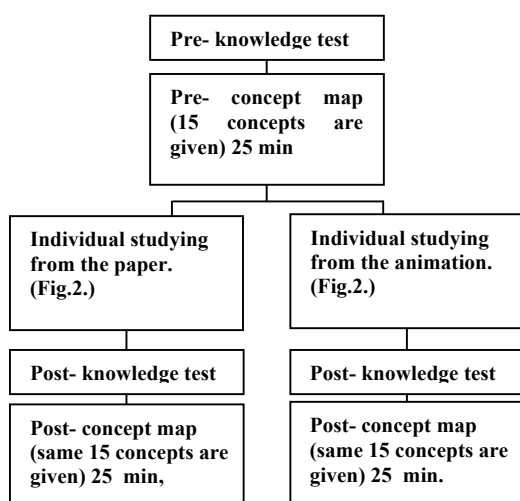 Pre- knowledge test
Pre- concept map
(15 concepts are
given) 25 min
Individual studying
from the paper.
(Fig.2.)
Individual studying
from the animation.
(Fig.2.)
Post- knowledge test
Post- knowledge test
Post- concept map
(same 15 concepts are
given) 25 min,
Post- concept map
(same 15 concepts are
given) 25 min.